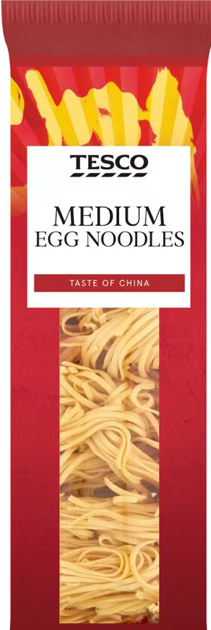 TESCO
MEDIUM
EGG NOODLES
TASTE OF CHINA